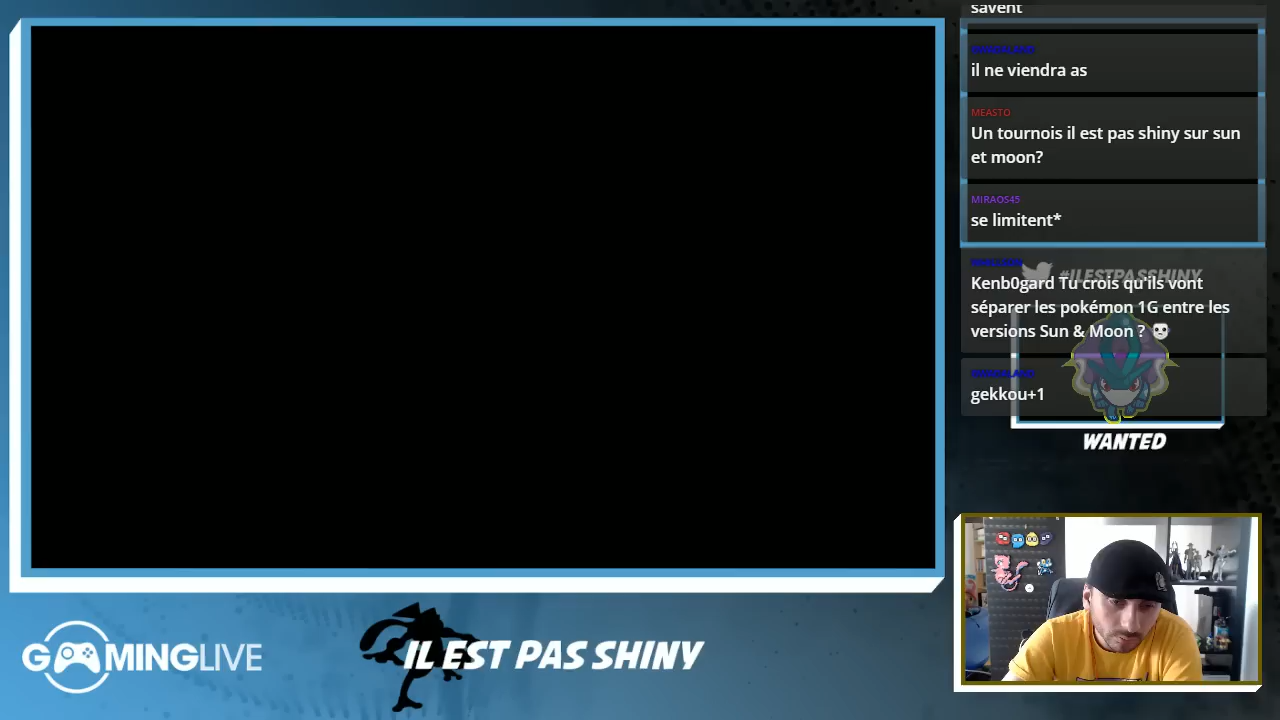 savent
il ne viendra as
MEASTO
Un tournois il est pas shiny sur sun
et moon?
MIRAOS45
se limitent*
#ILESTPASSHINY
Kenb0gard Tu crois qu'ils vont
séparer les pokémon 1G entre les
versions Sun & Moon ?
gekkou+1
WANTED
GAMINGLIVE
IL EST PAS SHINY